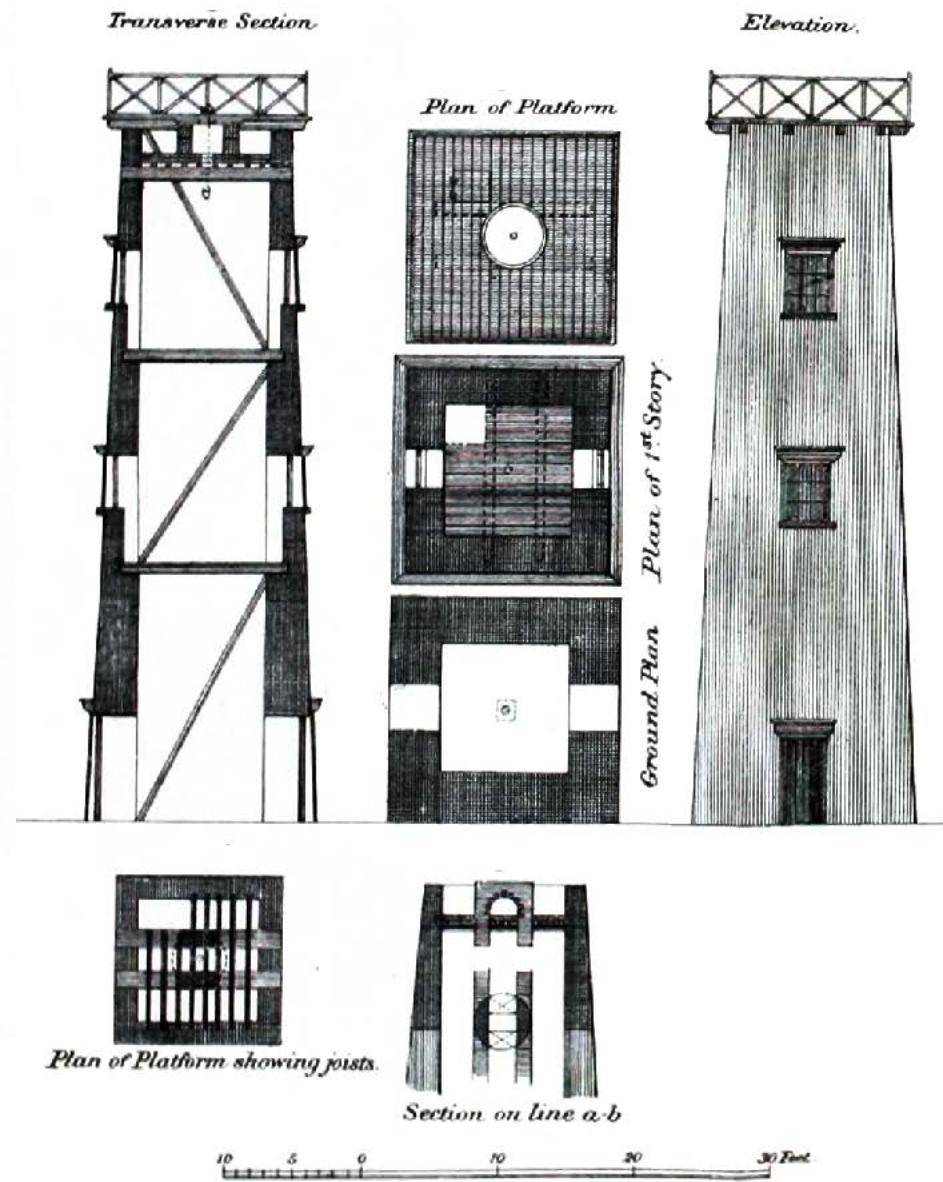 Transverse Section
Elevation.
Plan of Platform
Plan of 1st Story
Ground Plan
Plan of Platform showing joists.
Section on line a-b
10 5 0 10 20 30 Feet.